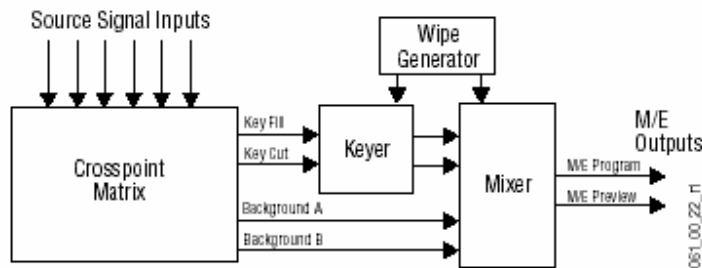 Source Signal Inputs
Wipe
Generator
Key Fill
Key Cut
Keyer
Crosspoint
Matrix
Mixer
M/E
Outputs
M/E Program
M/E Preview
Background A
Background B
061_00_22_r1